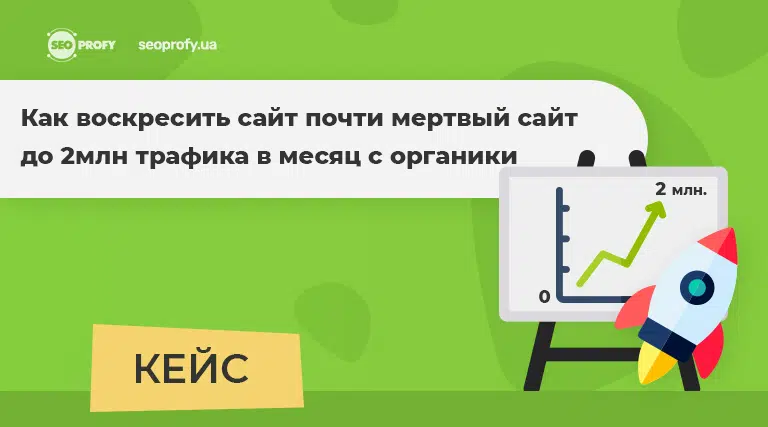 SEO PROFY
seoprofy.ua
Как воскресить сайт почти мертвый сайт
до 2млн трафика в месяц с органики
2 млн.
0
КЕЙС